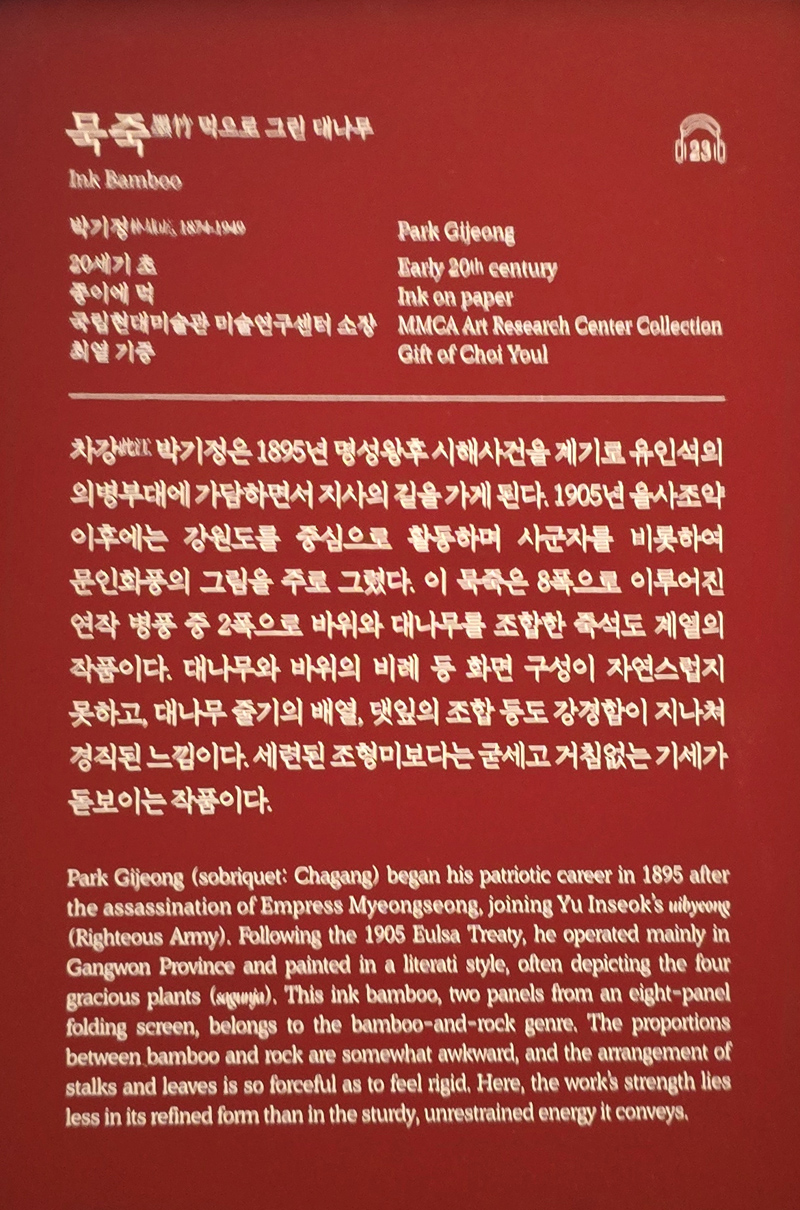 묵죽墨竹 먹으로 그린 대나무
23
Ink Bamboo
박기정朴基正, 1874-1949
Park Gijeong
20세기 초
Early 20th century
종이에 먹
Ink on paper
국립현대미술관 미술연구센터 소장
MMCA Art Research Center Collection
최열 기증
Gift of Choi Youl
차강 박기정은 1895년 명성왕후 시해사건을 계기로 유인석의
의병부대에 가담하면서 지사의 길을 가게 된다. 1905년 을사조약
이후에는 강원도를 중심으로 활동하며 사군자를 비롯하여
문인화풍의 그림을 주로 그렸다. 이 묵죽은 8폭으로 이루어진
연작 병풍 중 2폭으로 바위와 대나무를 조합한 죽석도 계열의
작품이다. 대나무와 바위의 비례 등 화면 구성이 자연스럽지
못하고, 대나무 줄기의 배열, 댓잎의 조합 등도 강경함이 지나쳐
경직된 느낌이다. 세련된 조형미보다는 굳세고 거침없는 기세가
돋보이는 작품이다.
Park Gijeong (sobriquet: Chagang) began his patriotic career in 1895 after
the assassination of Empress Myeongseong, joining Yu Inseok's uibyeong
(Righteous Army). Following the 1905 Eulsa Treaty, he operated mainly in
Gangwon Province and painted in a literati style, often depicting the four
gracious plants (sagunja). This ink bamboo, two panels from an eight-panel
folding screen, belongs to the bamboo-and-rock genre. The proportions
between bamboo and rock are somewhat awkward, and the arrangement of
stalks and leaves is so forceful as to feel rigid. Here, the work's strength lies
less in its refined form than in the sturdy, unrestrained energy it conveys.